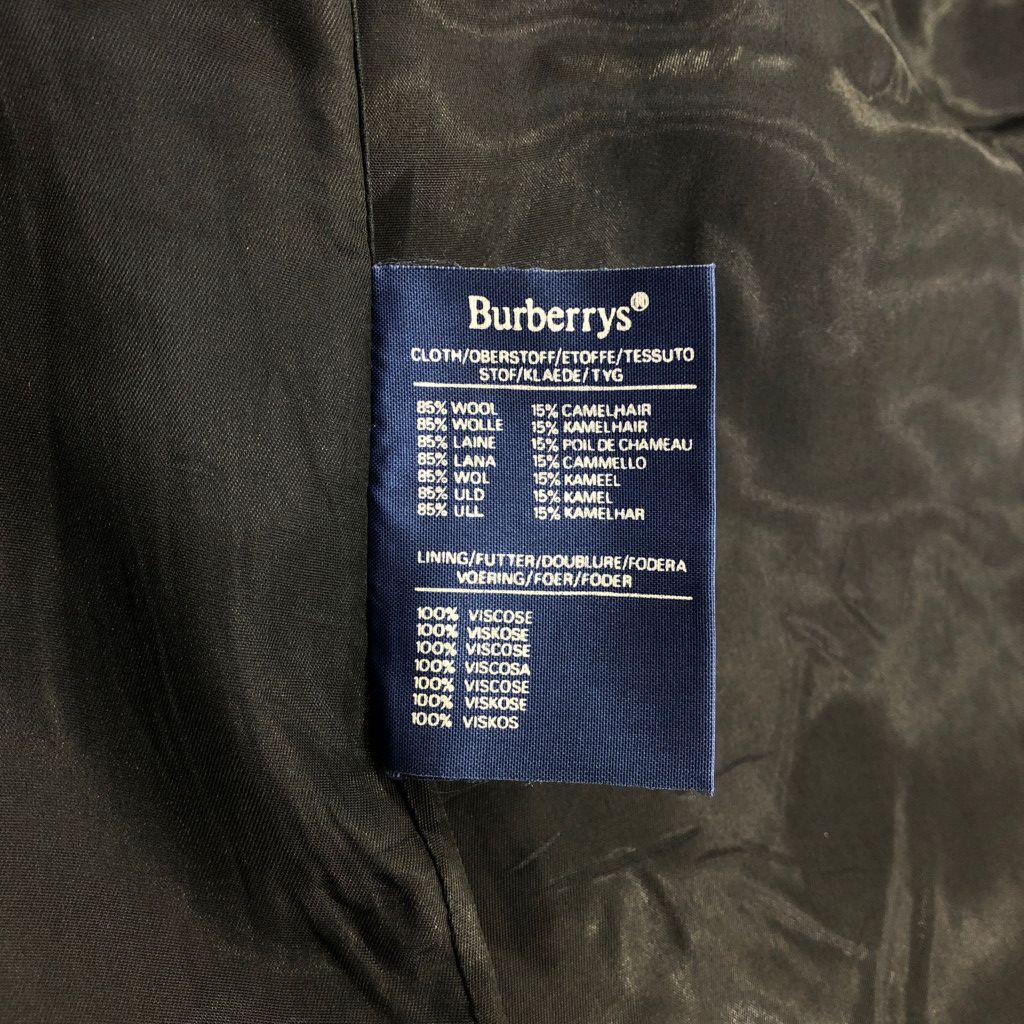 Burberrys®
CLOTH/OBERSTOFF/ETOFFE/TESSUTO
STOF/KLAEDE/TYG
85% WOOL 15% CAMELHAIR
85% WOLLE 15% KAMELHAIR
85% LAINE 15% POIL DE CHAMEAU
85% LANA 15% CAMMELLO
85% WOL 15% KAMEEL
85% ULD 15% KAMEL
85% ULL 15% KAMELHAR
LINING/FUTTER/DOUBLURE/FODERA
VOERING/FOER/FODER
100% VISCOSE
100% VISKOSE
100% VISCOSE
100% VISCOSA
100% VISCOSE
100% VISKOSE
100% VISKOS